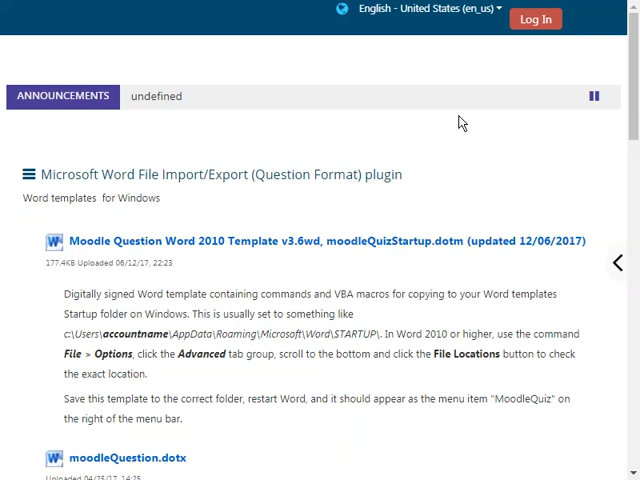 English - United States (en_us)
Log In
ANNOUNCEMENTS
undefined
Microsoft Word File Import/Export (Question Format) plugin
Word templates for Windows
Moodle Question Word 2010 Template v3.6wd, moodleQuizStartup.dotm (updated 12/06/2017)
177.4KB Uploaded 06/12/17, 22:23
Digitally signed Word template containing commands and VBA macros for copying to your Word templates
Startup folder on Windows. This is usually set to something like
c:\Users\accountname\AppData\Roaming\Microsoft\Word\STARTUP\. In Word 2010 or higher, use the command
File > Options, click the Advanced tab group, scroll to the bottom and click the File Locations button to check
the exact location.
Save this template to the correct folder, restart Word, and it should appear as the menu item "MoodleQuiz" on
the right of the menu bar.
moodleQuestion.dotx
Uploaded 04/25/17, 14:25